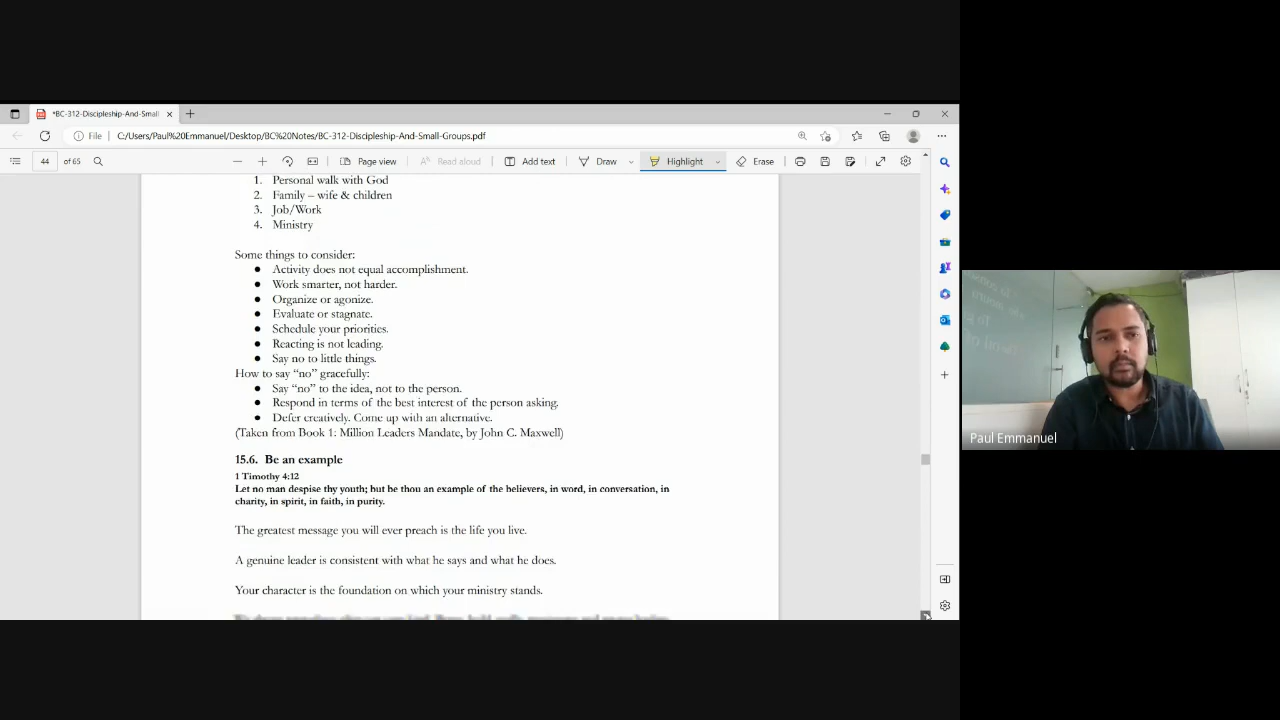 *BC-312-Discipleship-And-Small
File
C:/Users/Paul%20Emmanuel/Desktop/BC%20Notes/BC-312-Discipleship-And-Small-Groups.pdf
44 of 65
Page view
Read aloud
Add text
Draw
Highlight
Erase
1. Personal walk with God
2. Family – wife & children
3. Job/Work
4. Ministry
Some things to consider:
● Activity does not equal accomplishment.
● Work smarter, not harder.
● Organize or agonize.
● Evaluate or stagnate.
● Schedule your priorities.
● Reacting is not leading.
● Say no to little things.
How to say “no” gracefully:
● Say “no” to the idea, not to the person.
● Respond in terms of the best interest of the person asking.
● Defer creatively. Come up with an alternative.
(Taken from Book 1: Million Leaders Mandate, by John C. Maxwell)
15.6. Be an example
1 Timothy 4:12
Let no man despise thy youth; but be thou an example of the believers, in word, in conversation, in
charity, in spirit, in faith, in purity.
The greatest message you will ever preach is the life you live.
A genuine leader is consistent with what he says and what he does.
Your character is the foundation on which your ministry stands.
Paul Emmanuel